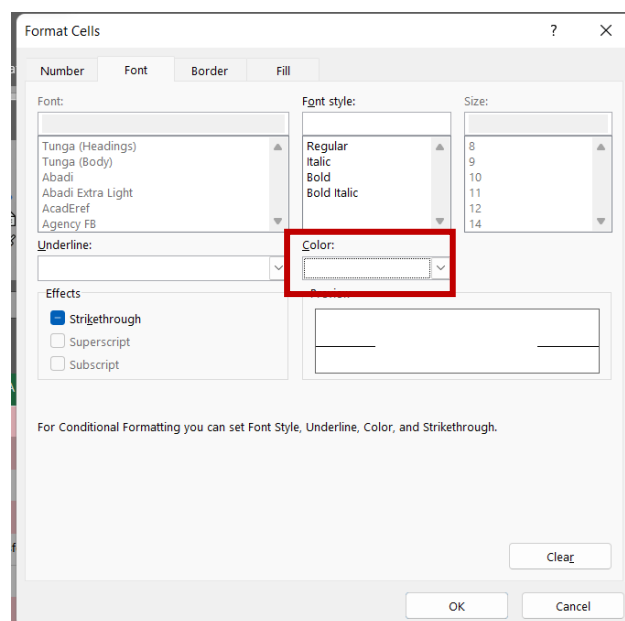 Format Cells ? ×
Number Font Border Fill
Font: Font style: Size:
Tunga (Headings) Regular 8
Tunga (Body) Italic 9
Abadi Bold 10
Abadi Extra Light Bold Italic 11
AcadEref 12
Agency FB 14
Underline: Color:
Effects
Strikethrough
Superscript
Subscript
For Conditional Formatting you can set Font Style, Underline, Color, and Strikethrough.
Clear
OK Cancel